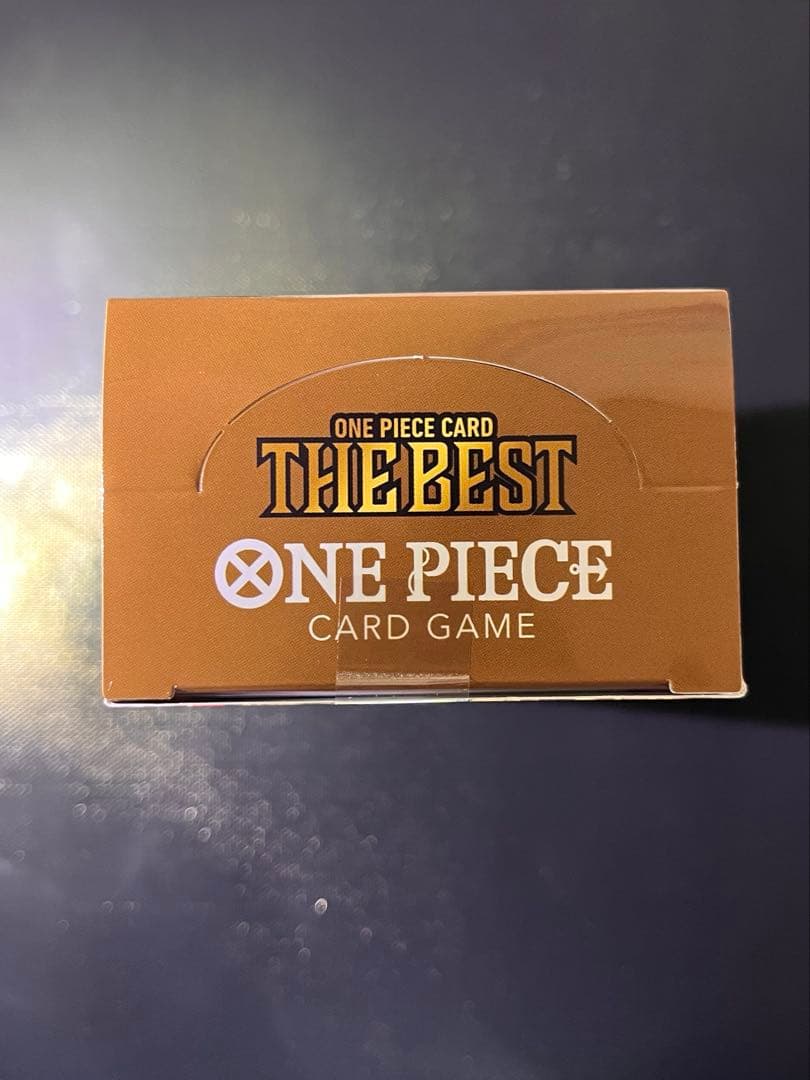 ONE PIECE CARD
THE BEST
ONE PIECE
CARD GAME